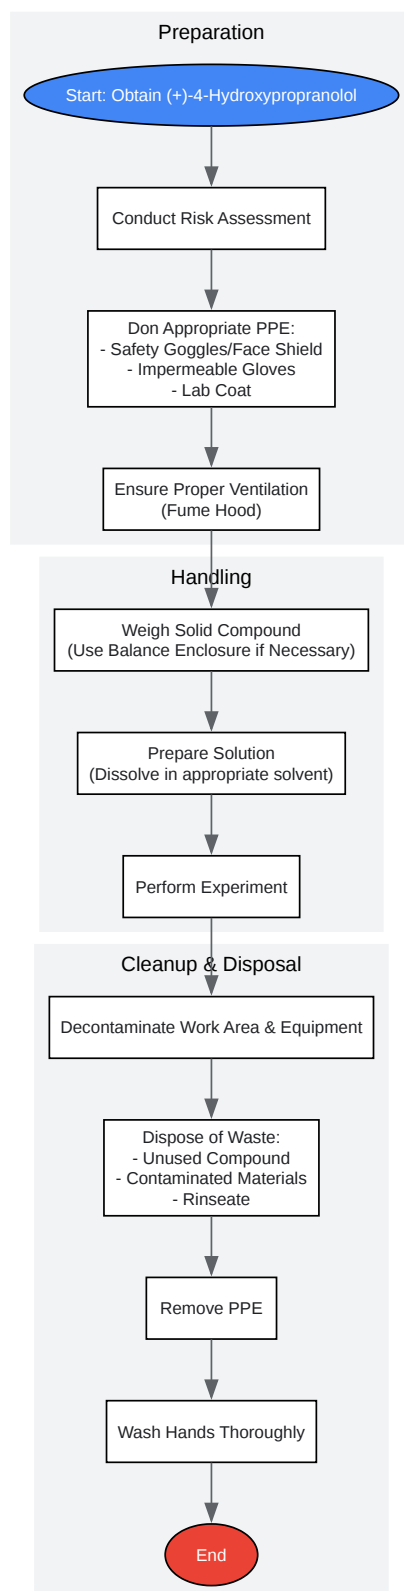 Preparation
Start: Obtain (+)-4-Hydroxypropranolol
Conduct Risk Assessment
Don Appropriate PPE:
- Safety Goggles/Face Shield
- Impermeable Gloves
- Lab Coat
Ensure Proper Ventilation
(Fume Hood)
Handling
Weigh Solid Compound
(Use Balance Enclosure if Necessary)
Prepare Solution
(Dissolve in appropriate solvent)
Perform Experiment
Cleanup & Disposal
Decontaminate Work Area & Equipment
Dispose of Waste:
- Unused Compound
- Contaminated Materials
- Rinseate
Remove PPE
Wash Hands Thoroughly
End